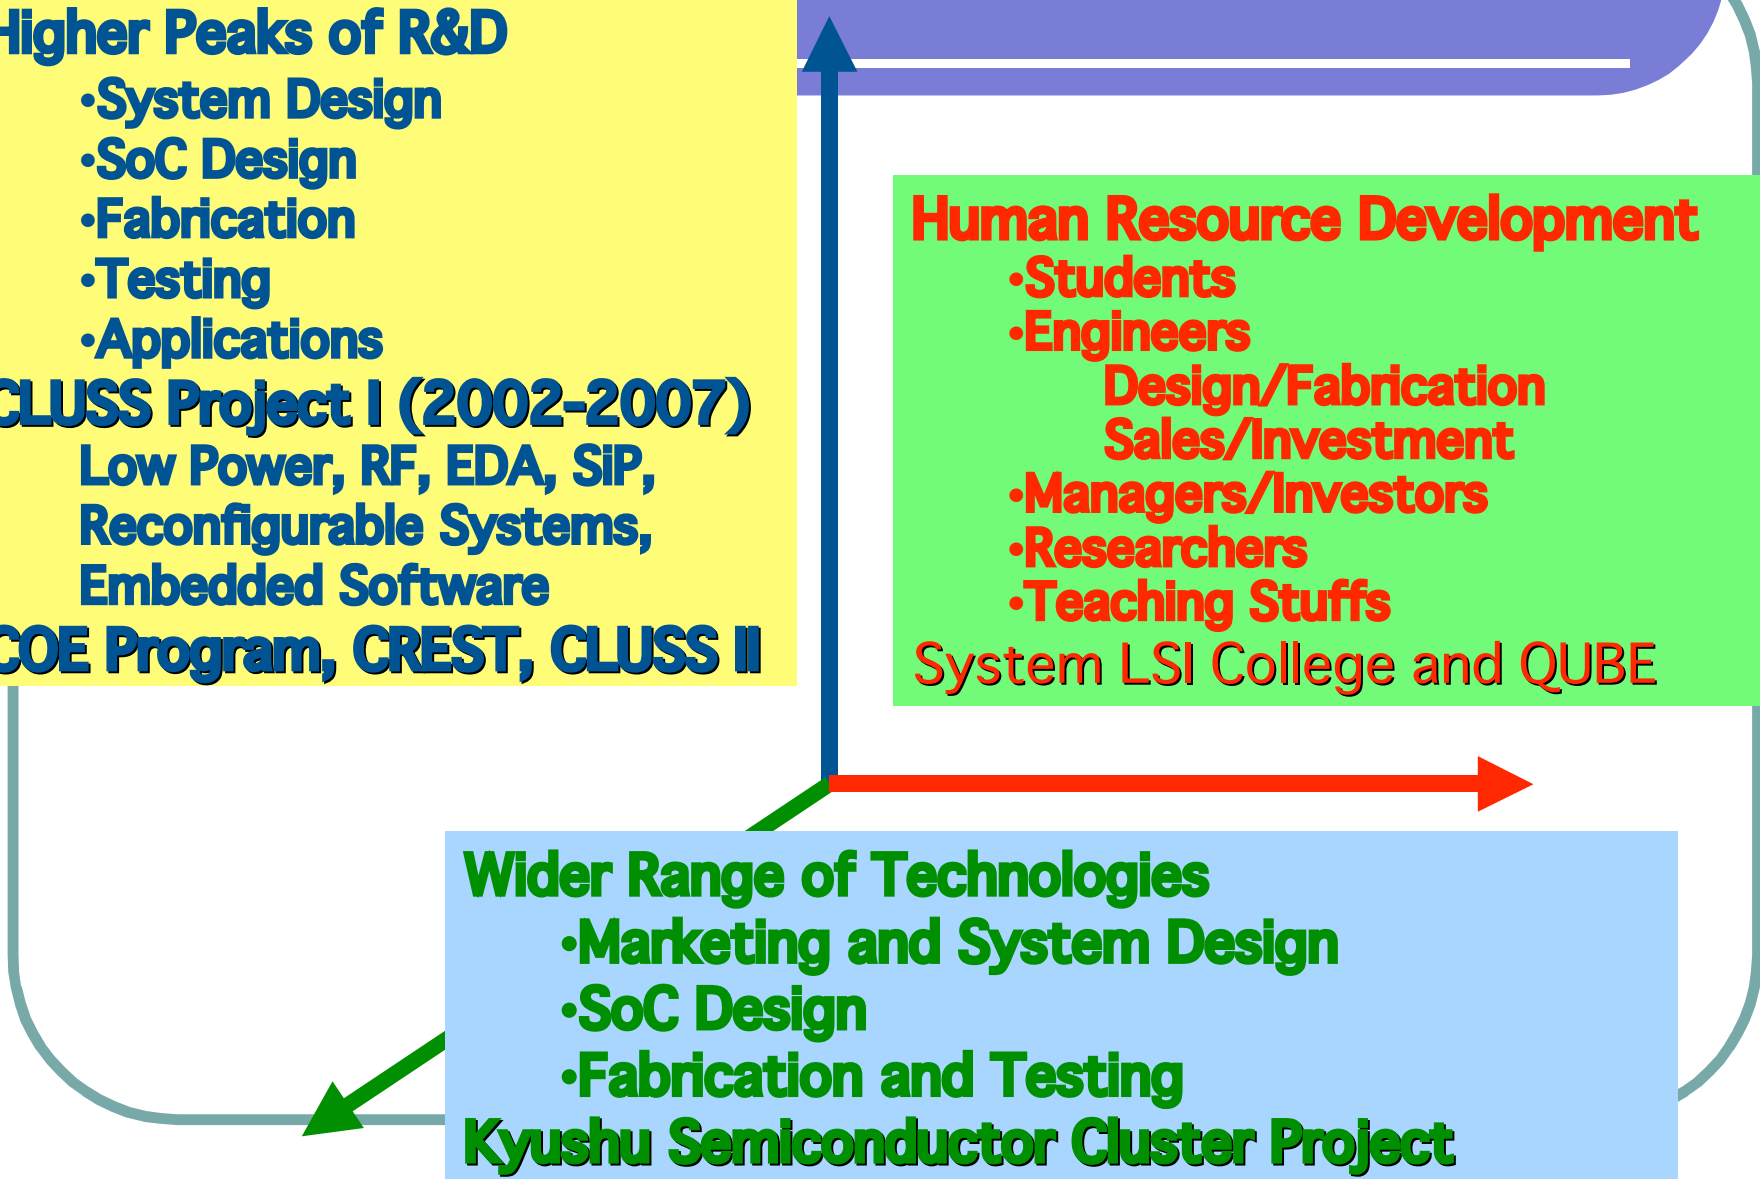 Higher Peaks of R&D
•System Design
•SoC Design
•Fabrication
•Testing
•Applications
CLUSS Project I (2002-2007)
Low Power, RF, EDA, SiP,
Reconfigurable Systems,
Embedded Software
COE Program, CREST, CLUSS II
Human Resource Development
•Students
•Engineers
Design/Fabrication
Sales/Investment
•Managers/Investors
•Researchers
•Teaching Stuffs
System LSI College and QUBE
Wider Range of Technologies
•Marketing and System Design
•SoC Design
•Fabrication and Testing
Kyushu Semiconductor Cluster Project